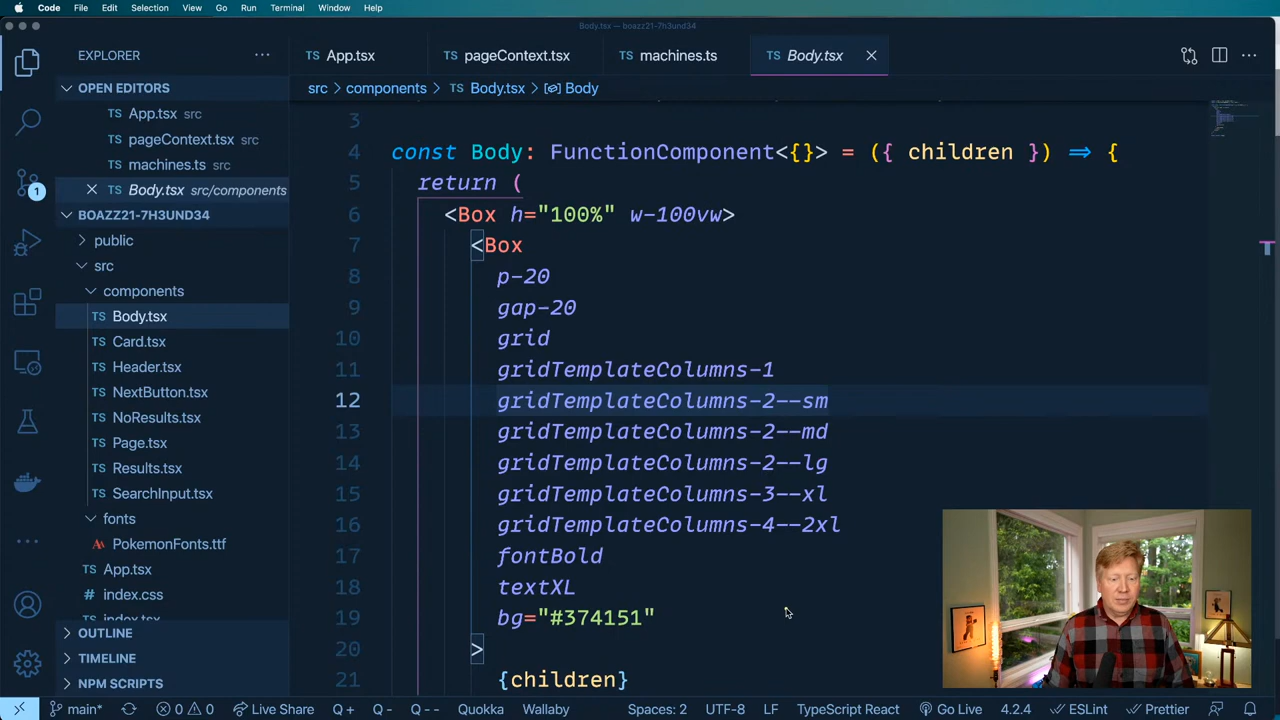 Code File Edit Selection View Go Run Terminal Window Help
Body.tsx — boazz21-7h3und34
EXPLORER
TS App.tsx
TS pageContext.tsx
TS machines.ts
TS Body.tsx
OPEN EDITORS
src > components > TS Body.tsx > Body
TS App.tsx src
TS pageContext.tsx src
TS machines.ts src
TS Body.tsx src/components
BOAZZ21-7H3UND34
public
src
components
TS Body.tsx
TS Card.tsx
TS Header.tsx
TS NextButton.tsx
TS NoResults.tsx
TS Page.tsx
TS Results.tsx
TS SearchInput.tsx
fonts
PokemonFonts.ttf
TS App.tsx
index.css
index.tsx
OUTLINE
TIMELINE
NPM SCRIPTS
1
3
4 const Body: FunctionComponent<{}> = ({ children }) ⇒ {
5 return (
6 <Box h="100%" w-100vw>
7 <Box
8 p-20
9 gap-20
10 grid
11 gridTemplateColumns-1
12 gridTemplateColumns-2--sm
13 gridTemplateColumns-2--md
14 gridTemplateColumns-2--lg
15 gridTemplateColumns-3--xl
16 gridTemplateColumns-4--2xl
17 fontBold
18 textXL
19 bg="#374151"
20 >
21 {children}
main* 0 0 Live Share Q + Q - Q -- Quokka Wallaby Spaces: 2 UTF-8 LF TypeScript React Go Live 4.2.4 ESLint Prettier